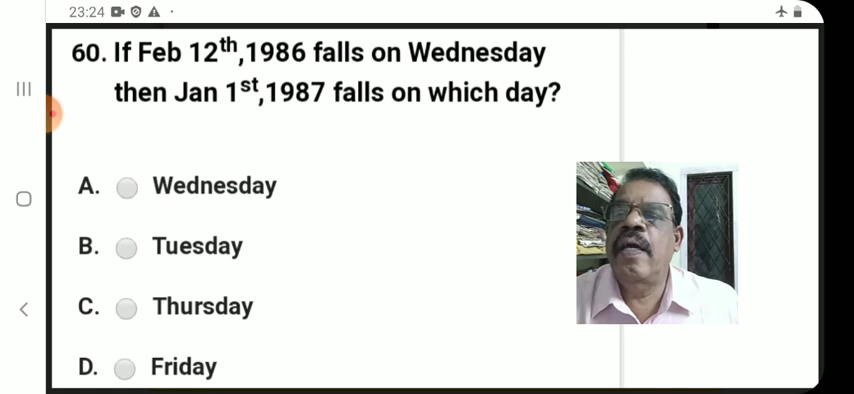 23:24
60. If Feb 12th,1986 falls on Wednesday
then Jan 1st,1987 falls on which day?
A. Wednesday
B. Tuesday
C. Thursday
D. Friday